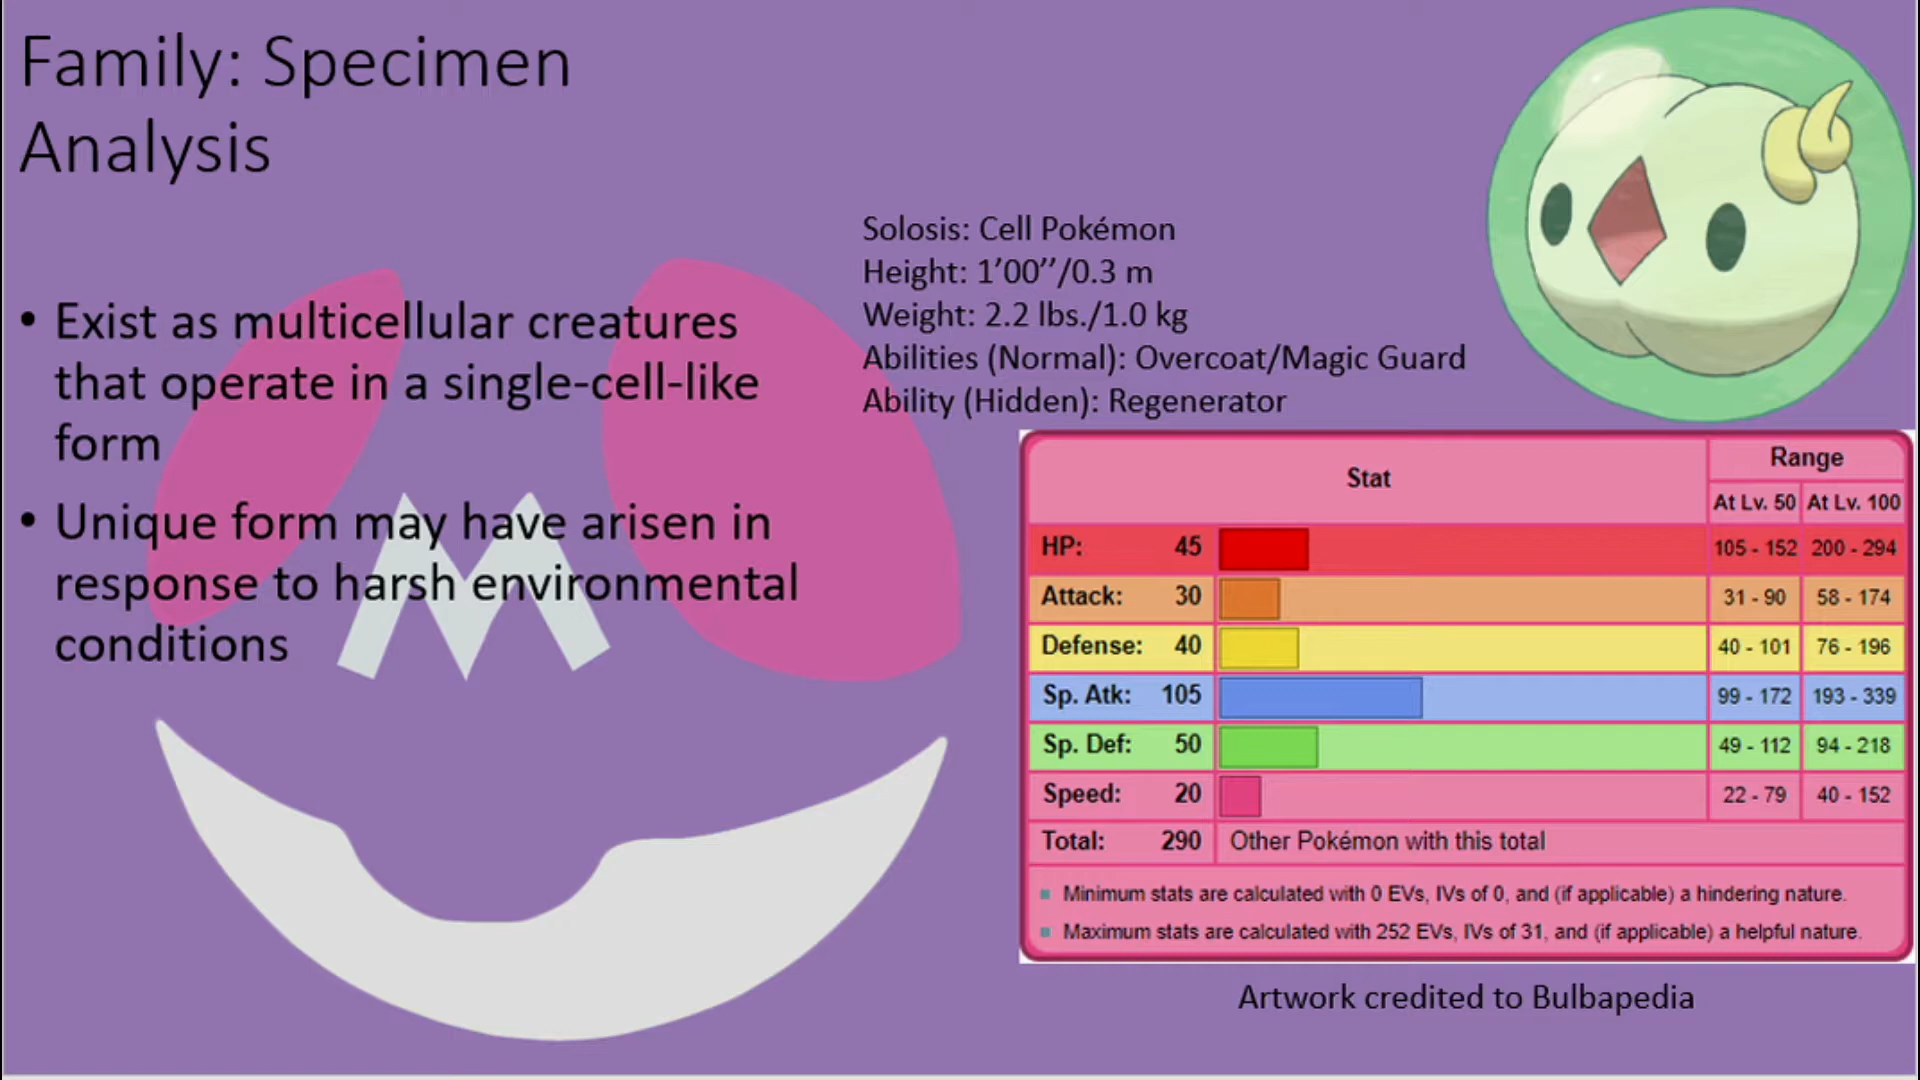 Family: Specimen
Analysis
• Exist as multicellular creatures
that operate in a single-cell-like
form
• Unique form may have arisen in
response to harsh environmental
conditions
M
Solosis: Cell Pokémon
Height: 1’00’’/0.3 m
Weight: 2.2 lbs./1.0 kg
Abilities (Normal): Overcoat/Magic Guard
Ability (Hidden): Regenerator
Stat Range
At Lv. 50 At Lv. 100
HP: 45 105 - 152 200 - 294
Attack: 30 31 - 90 58 - 174
Defense: 40 40 - 101 76 - 196
Sp. Atk: 105 99 - 172 193 - 339
Sp. Def: 50 49 - 112 94 - 218
Speed: 20 22 - 79 40 - 152
Total: 290 Other Pokémon with this total
Minimum stats are calculated with 0 EVs, IVs of 0, and (if applicable) a hindering nature.
Maximum stats are calculated with 252 EVs, IVs of 31, and (if applicable) a helpful nature.
Artwork credited to Bulbapedia